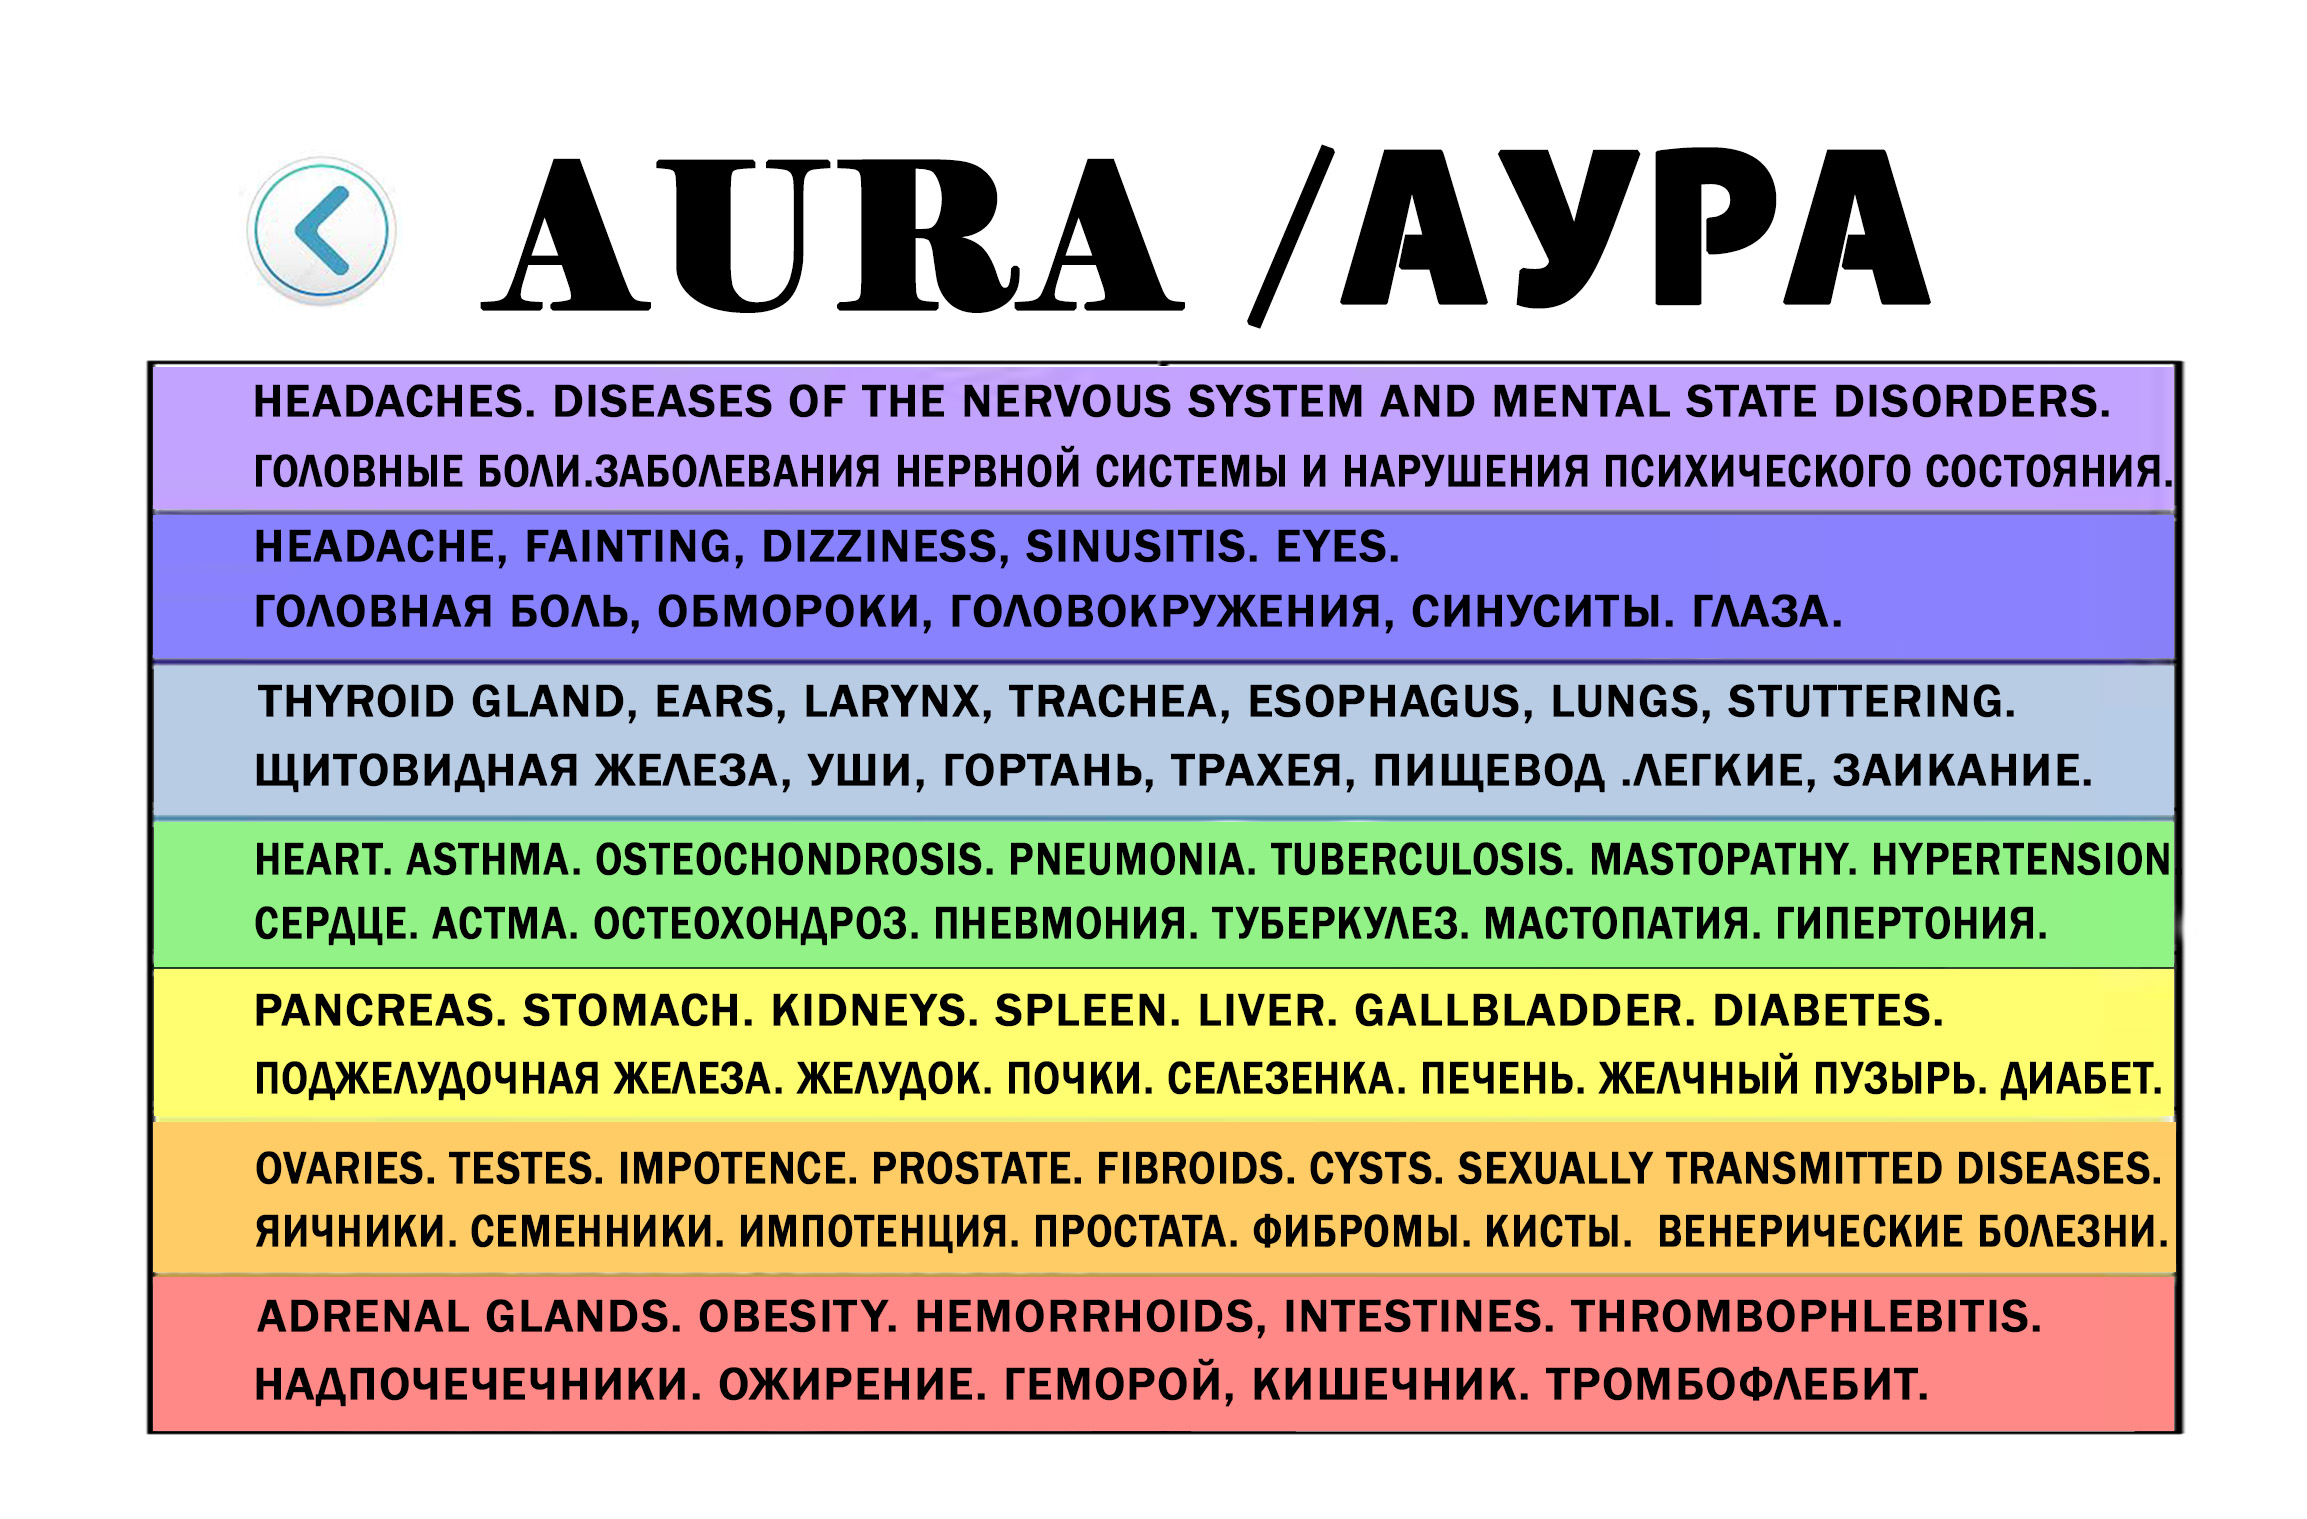 AURA /АУРА
HEADACHES. DISEASES OF THE NERVOUS SYSTEM AND MENTAL STATE DISORDERS.
ГОЛОВНЫЕ БОЛИ.ЗАБОЛЕВАНИЯ НЕРВНОЙ СИСТЕМЫ И НАРУШЕНИЯ ПСИХИЧЕСКОГО СОСТОЯНИЯ.
HEADACHE, FAINTING, DIZZINESS, SINUSITIS. EYES.
ГОЛОВНАЯ БОЛЬ, ОБМОРОКИ, ГОЛОВОКРУЖЕНИЯ, СИНУСИТЫ. ГЛАЗА.
THYROID GLAND, EARS, LARYNX, TRACHEA, ESOPHAGUS, LUNGS, STUTTERING.
ЩИТОВИДНАЯ ЖЕЛЕЗА, УШИ, ГОРТАНЬ, ТРАХЕЯ, ПИЩЕВОД .ЛЕГКИЕ, ЗАИКАНИЕ.
HEART. ASTHMA. OSTEOCHONDROSIS. PNEUMONIA. TUBERCULOSIS. MASTOPATHY. HYPERTENSION
СЕРДЦЕ. АСТМА. ОСТЕОХОНДРОЗ. ПНЕВМОНИЯ. ТУБЕРКУЛЕЗ. МАСТОПАТИЯ. ГИПЕРТОНИЯ.
PANCREAS. STOMACH. KIDNEYS. SPLEEN. LIVER. GALLBLADDER. DIABETES.
ПОДЖЕЛУДОЧНАЯ ЖЕЛЕЗА. ЖЕЛУДОК. ПОЧКИ. СЕЛЕЗЕНКА. ПЕЧЕНЬ. ЖЕЛЧНЫЙ ПУЗЫРЬ. ДИАБЕТ.
OVARIES. TESTES. IMPOTENCE. PROSTATE. FIBROIDS. CYSTS. SEXUALLY TRANSMITTED DISEASES.
ЯИЧНИКИ. СЕМЕННИКИ. ИМПОТЕНЦИЯ. ПРОСТАТА. ФИБРОМЫ. КИСТЫ. ВЕНЕРИЧЕСКИЕ БОЛЕЗНИ.
ADRENAL GLANDS. OBESITY. HEMORRHOIDS, INTESTINES. THROMBOPHLEBITIS.
НАДПОЧЕЧЕЧНИКИ. ОЖИРЕНИЕ. ГЕМОРОЙ, КИШЕЧНИК. ТРОМБОФЛЕБИТ.